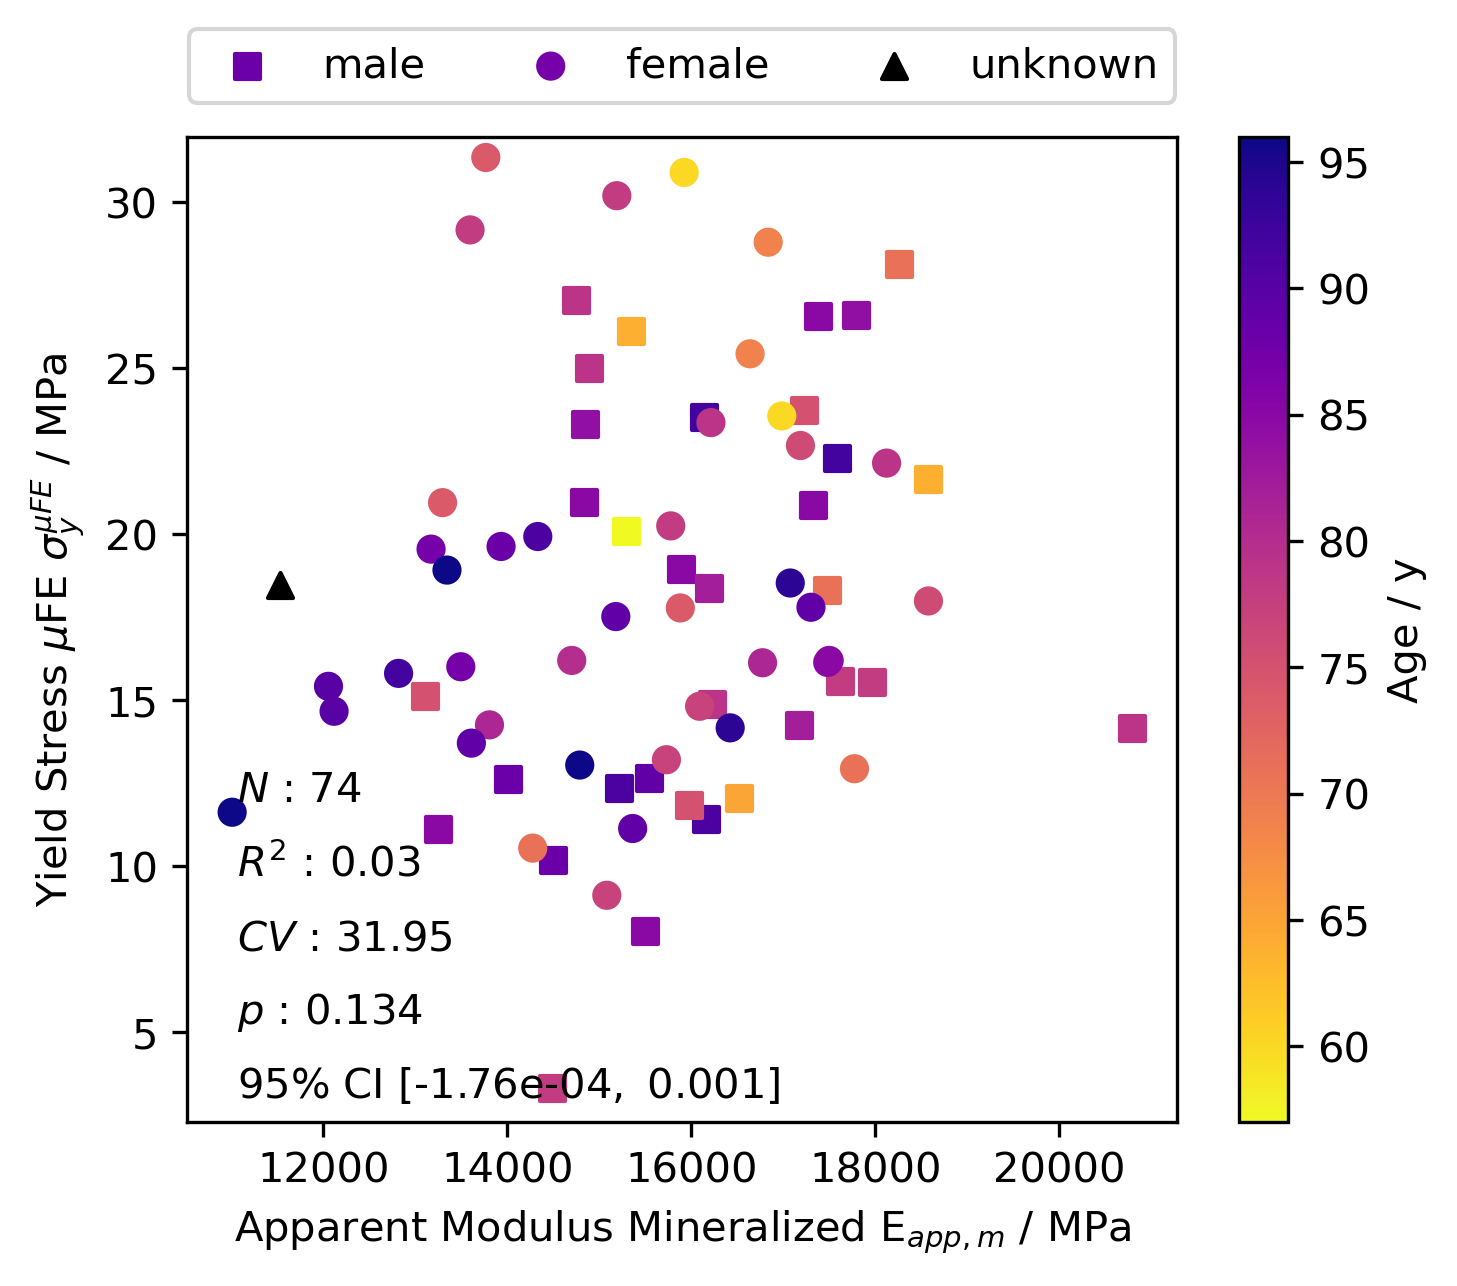 male female unknown
30
25
20
15
10
5
Yield Stress μFE σ_y^{μFE} / MPa
N : 74
R² : 0.03
CV : 31.95
p : 0.134
95% CI [-1.76e-04, 0.001]
12000 14000 16000 18000 20000
Apparent Modulus Mineralized E_{app, m} / MPa
95
90
85
80
75
70
65
60
Age / y